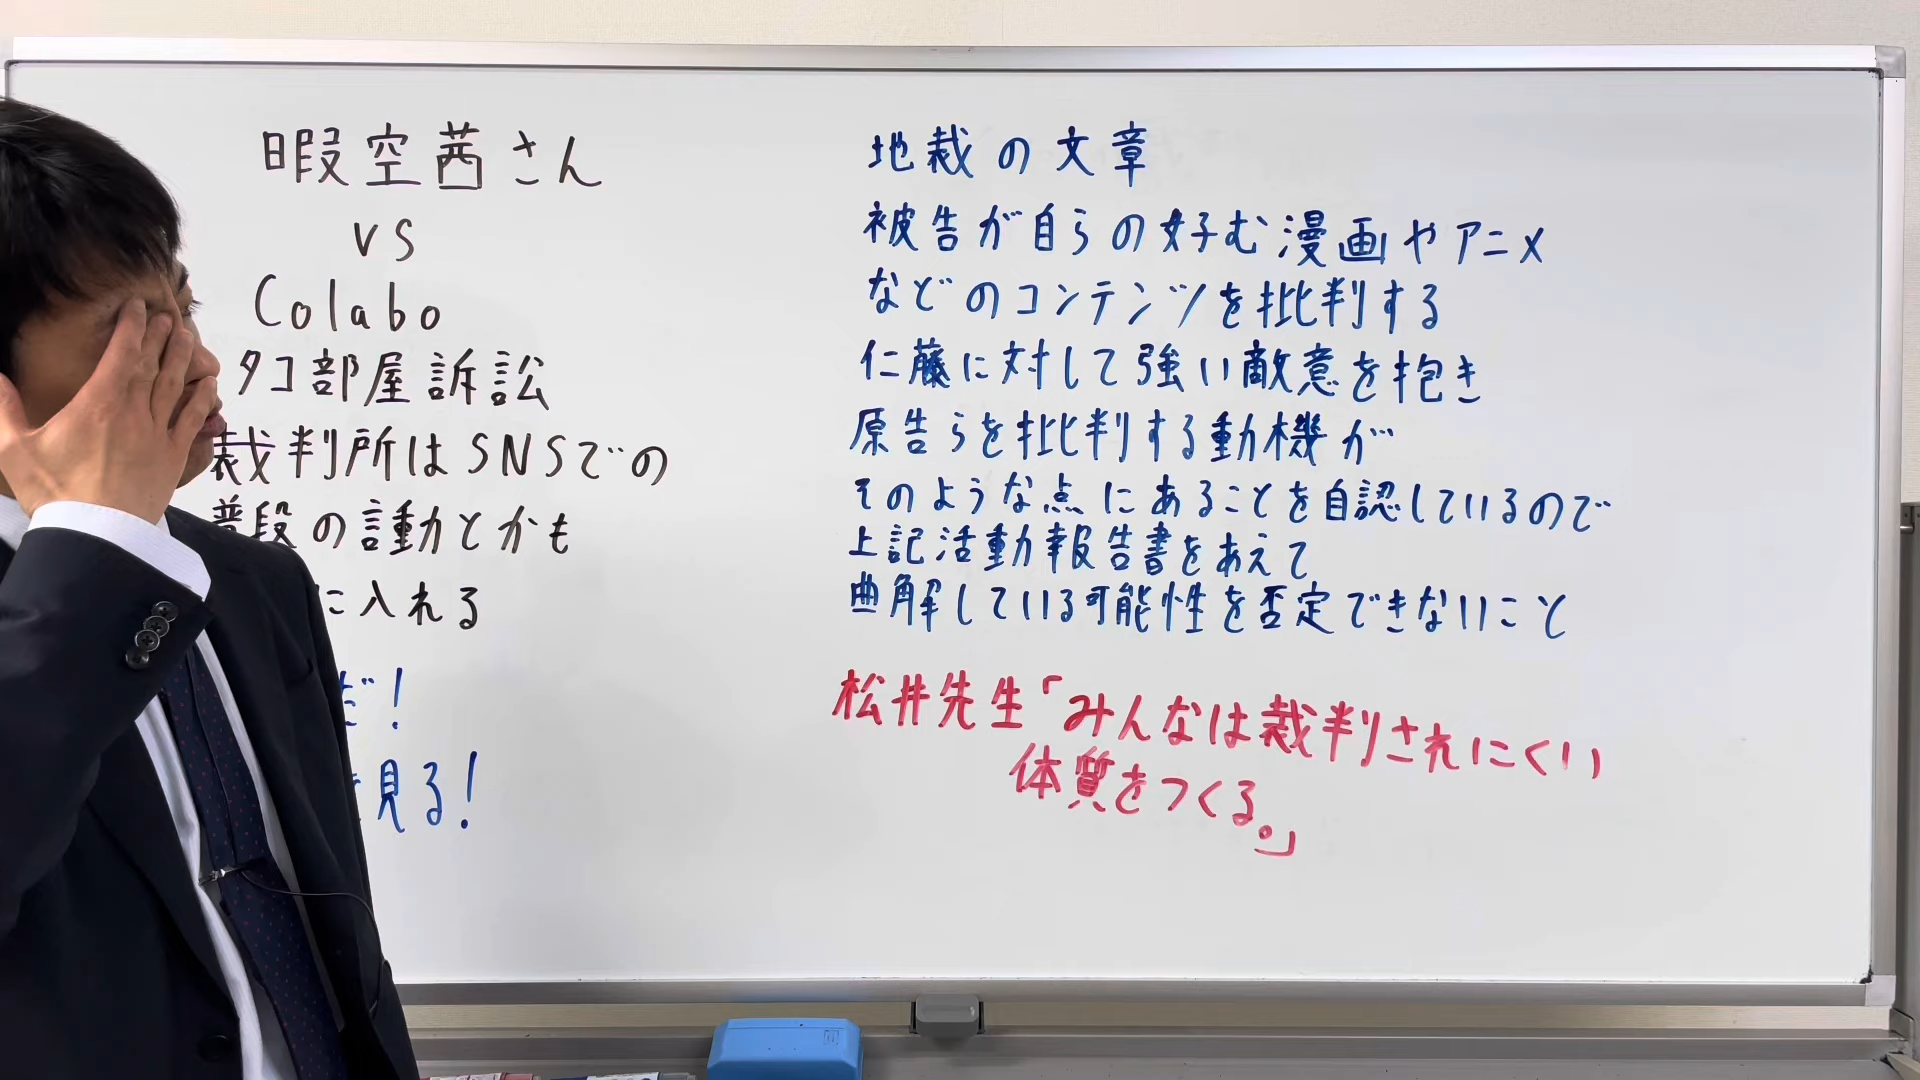 暇空茜さん
vs
Colabo
タコ部屋訴訟
裁判所はSNSでの
普段の言動とかも
に入れる
だ!
見る!
地裁の文章
被告が自らの好む漫画やアニメ
などのコンテンツを批判する
仁藤に対して強い敵意を抱き
原告らを批判する動機が
そのような点にあることを自認しているので
上記活動報告書をあえて
曲解している可能性を否定できないこと
松井先生「みんなは裁判されにくい
体質をつくる。」